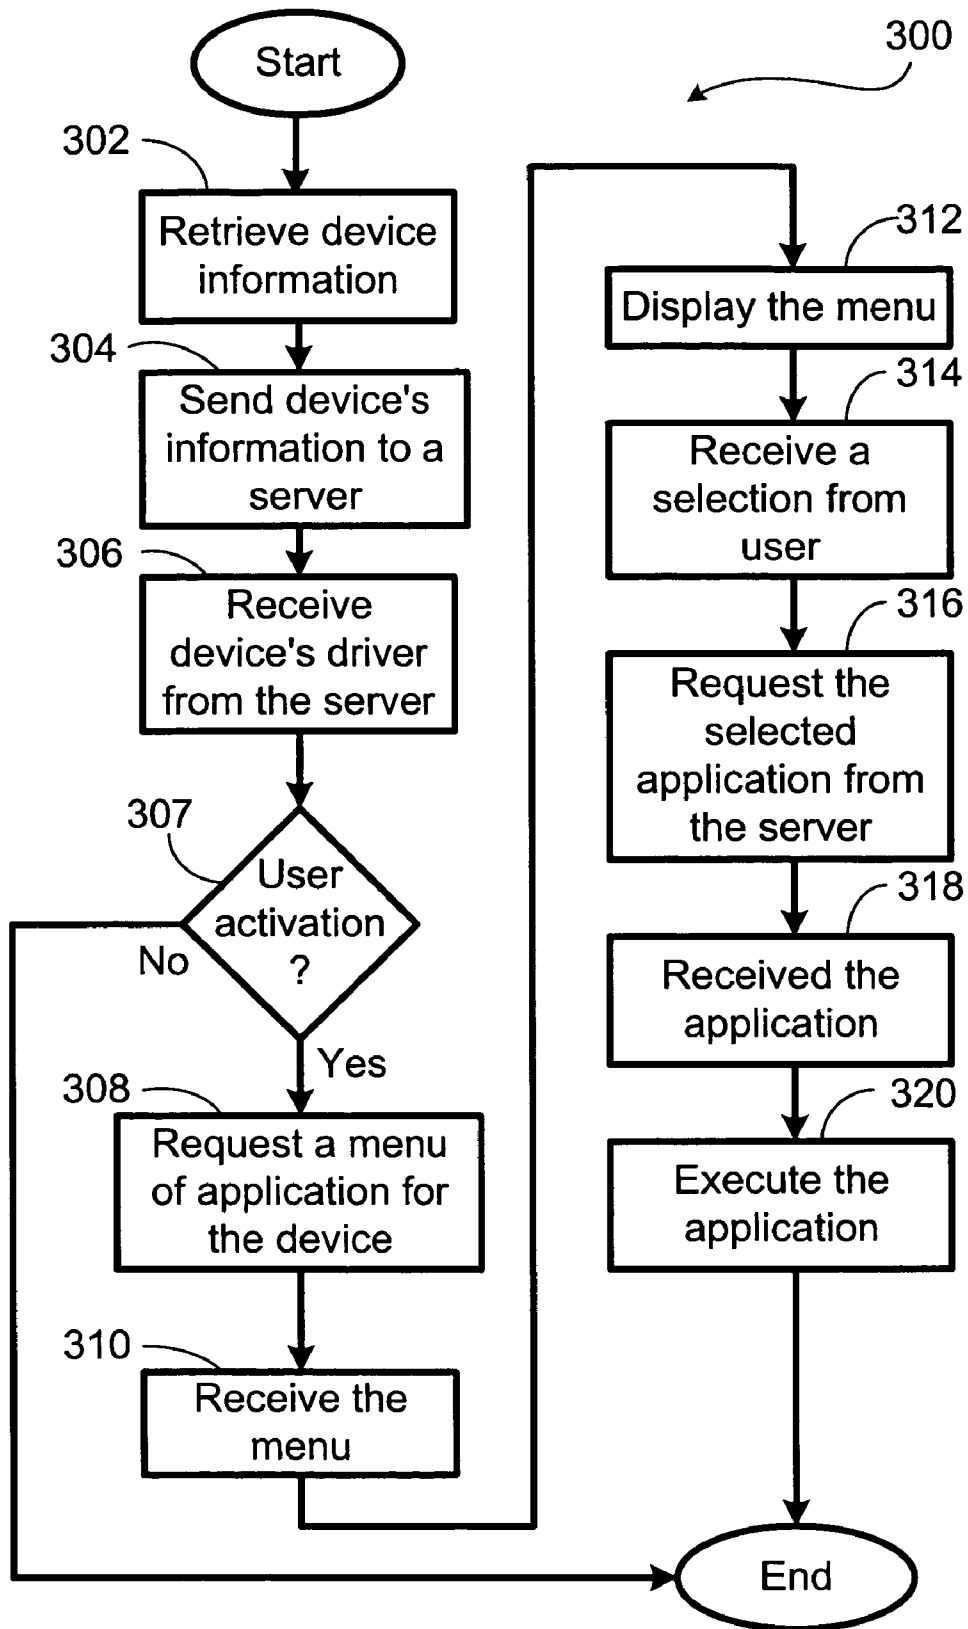 Start
300
302
Retrieve device
information
304
Send device's
information to a
server
306
Receive
device's driver
from the server
307
User
activation
?
No
Yes
308
Request a menu
of application for
the device
310
Receive the
menu
312
Display the menu
314
Receive a
selection from
user
316
Request the
selected
application from
the server
318
Received the
application
320
Execute the
application
End